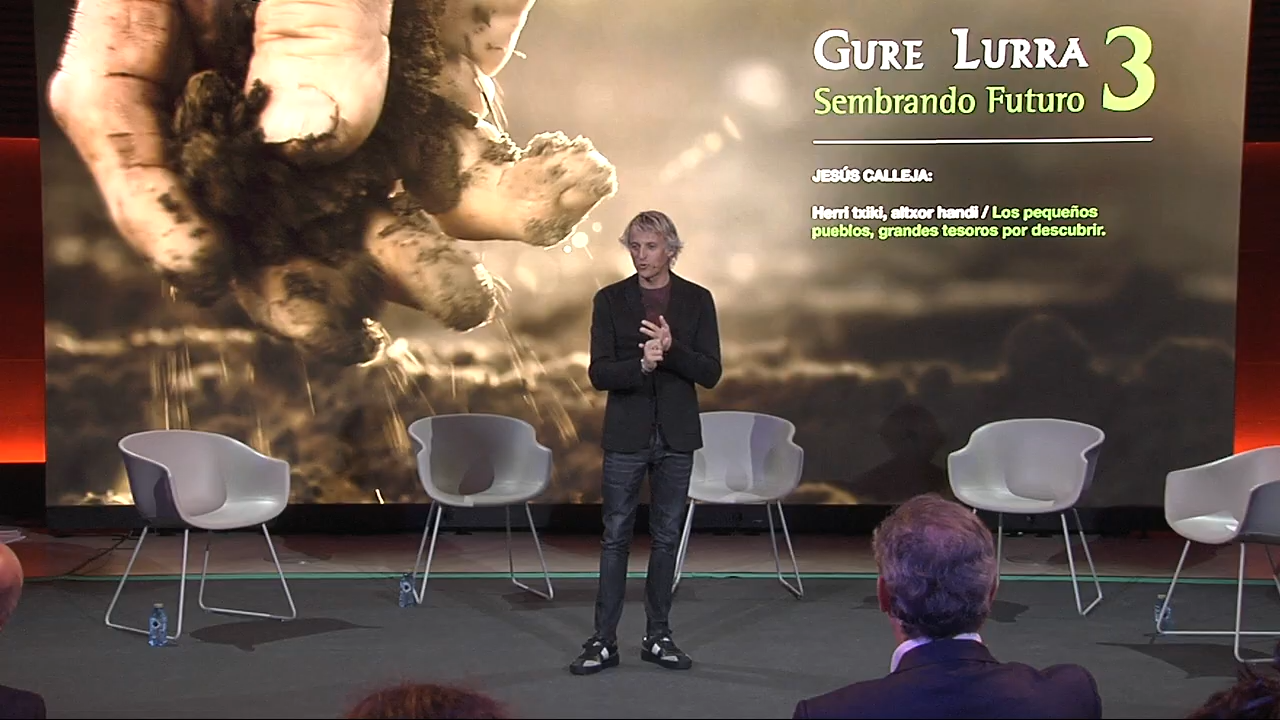 GURE LURRA 3
Sembrando Futuro
JESÚS CALLEJA:
Herri txiki, altxor handi / Los pequeños
pueblos, grandes tesoros por descubrir.